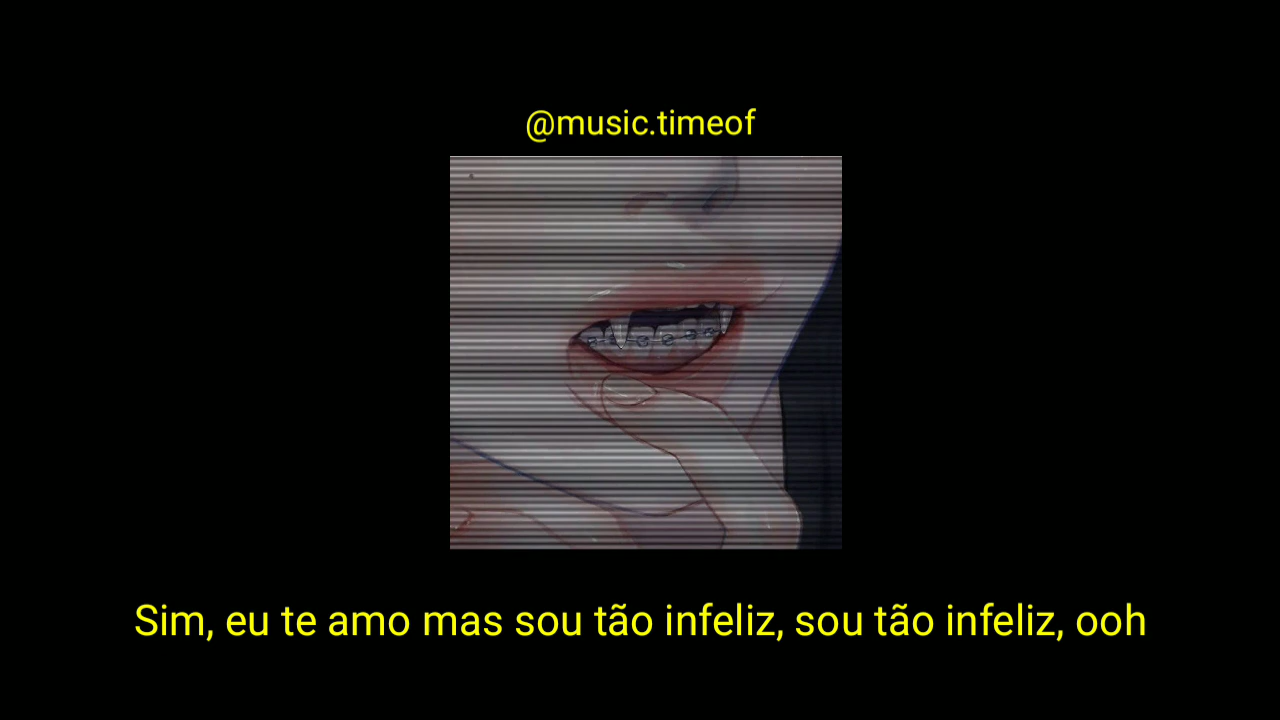 @music.timeof
Sim, eu te amo mas sou tão infeliz, sou tão infeliz, ooh